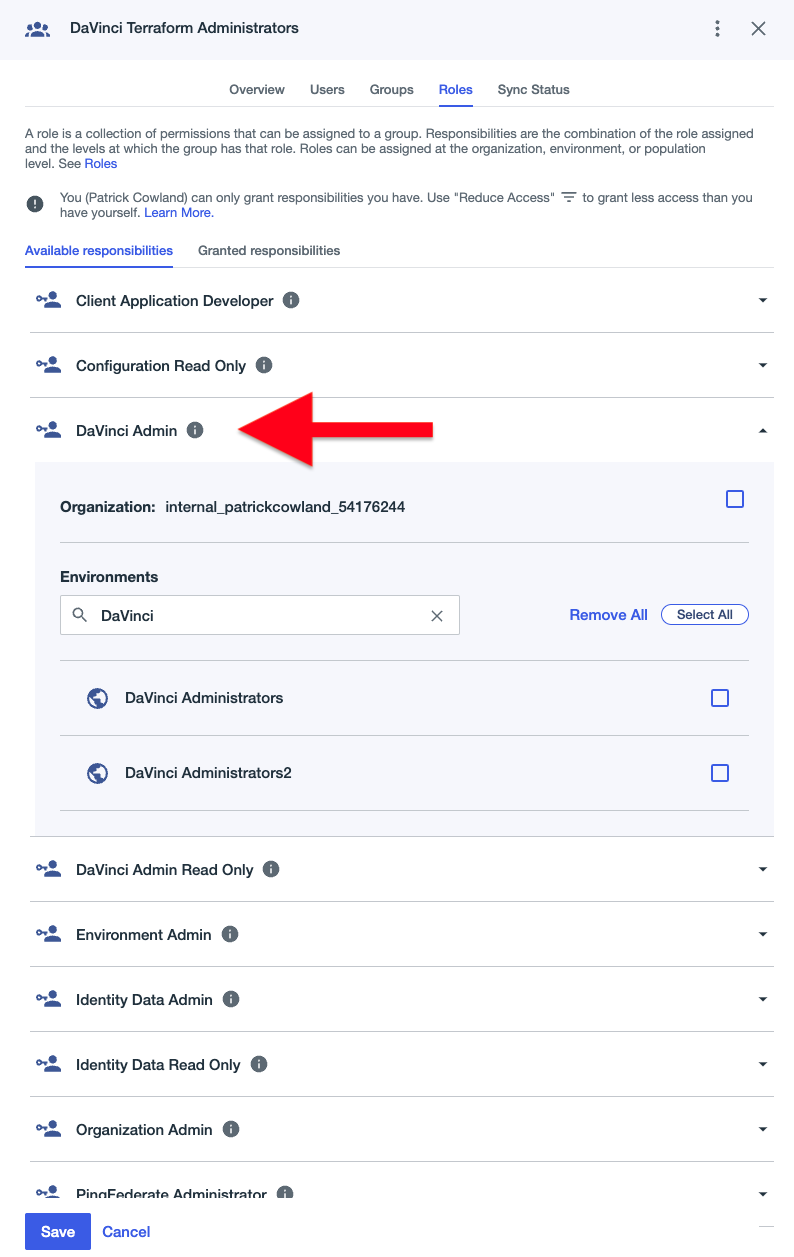 DaVinci Terraform Administrators
Overview Users Groups Roles Sync Status
A role is a collection of permissions that can be assigned to a group. Responsibilities are the combination of the role assigned
and the levels at which the group has that role. Roles can be assigned at the organization, environment, or population
level. See Roles
You (Patrick Cowland) can only grant responsibilities you have. Use "Reduce Access" to grant less access than you
have yourself. Learn More.
Available responsibilities Granted responsibilities
Client Application Developer
Configuration Read Only
DaVinci Admin
Organization: internal_patrickcowland_54176244
Environments
DaVinci Remove All Select All
DaVinci Administrators
DaVinci Administrators2
DaVinci Admin Read Only
Environment Admin
Identity Data Admin
Identity Data Read Only
Organization Admin
PingFederate Administrator
Save Cancel